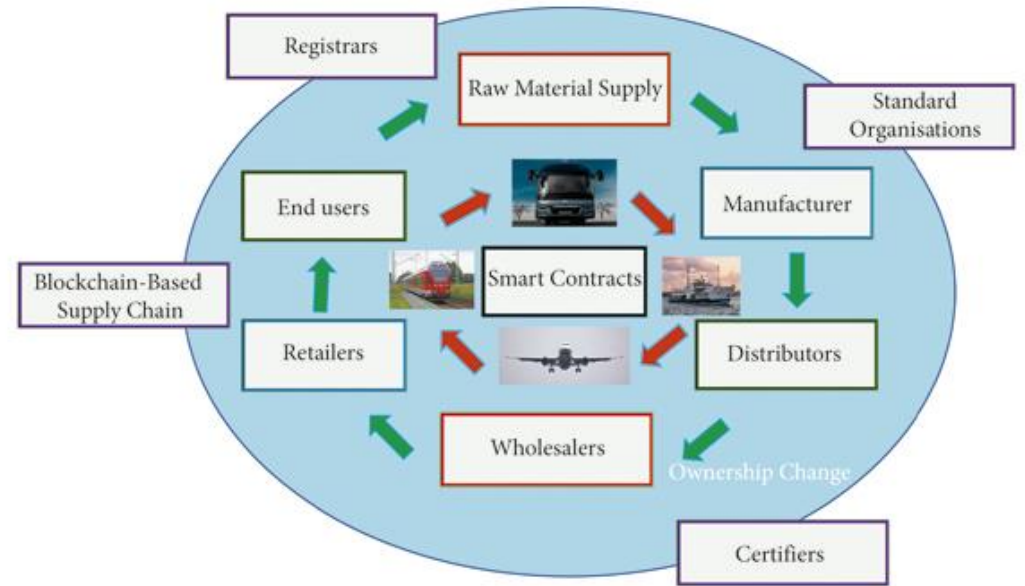 Registrars
Raw Material Supply
Standard
Organisations
End users
Manufacturer
Smart Contracts
Blockchain-Based
Supply Chain
Retailers
Distributors
Wholesalers
Ownership Change
Certifiers